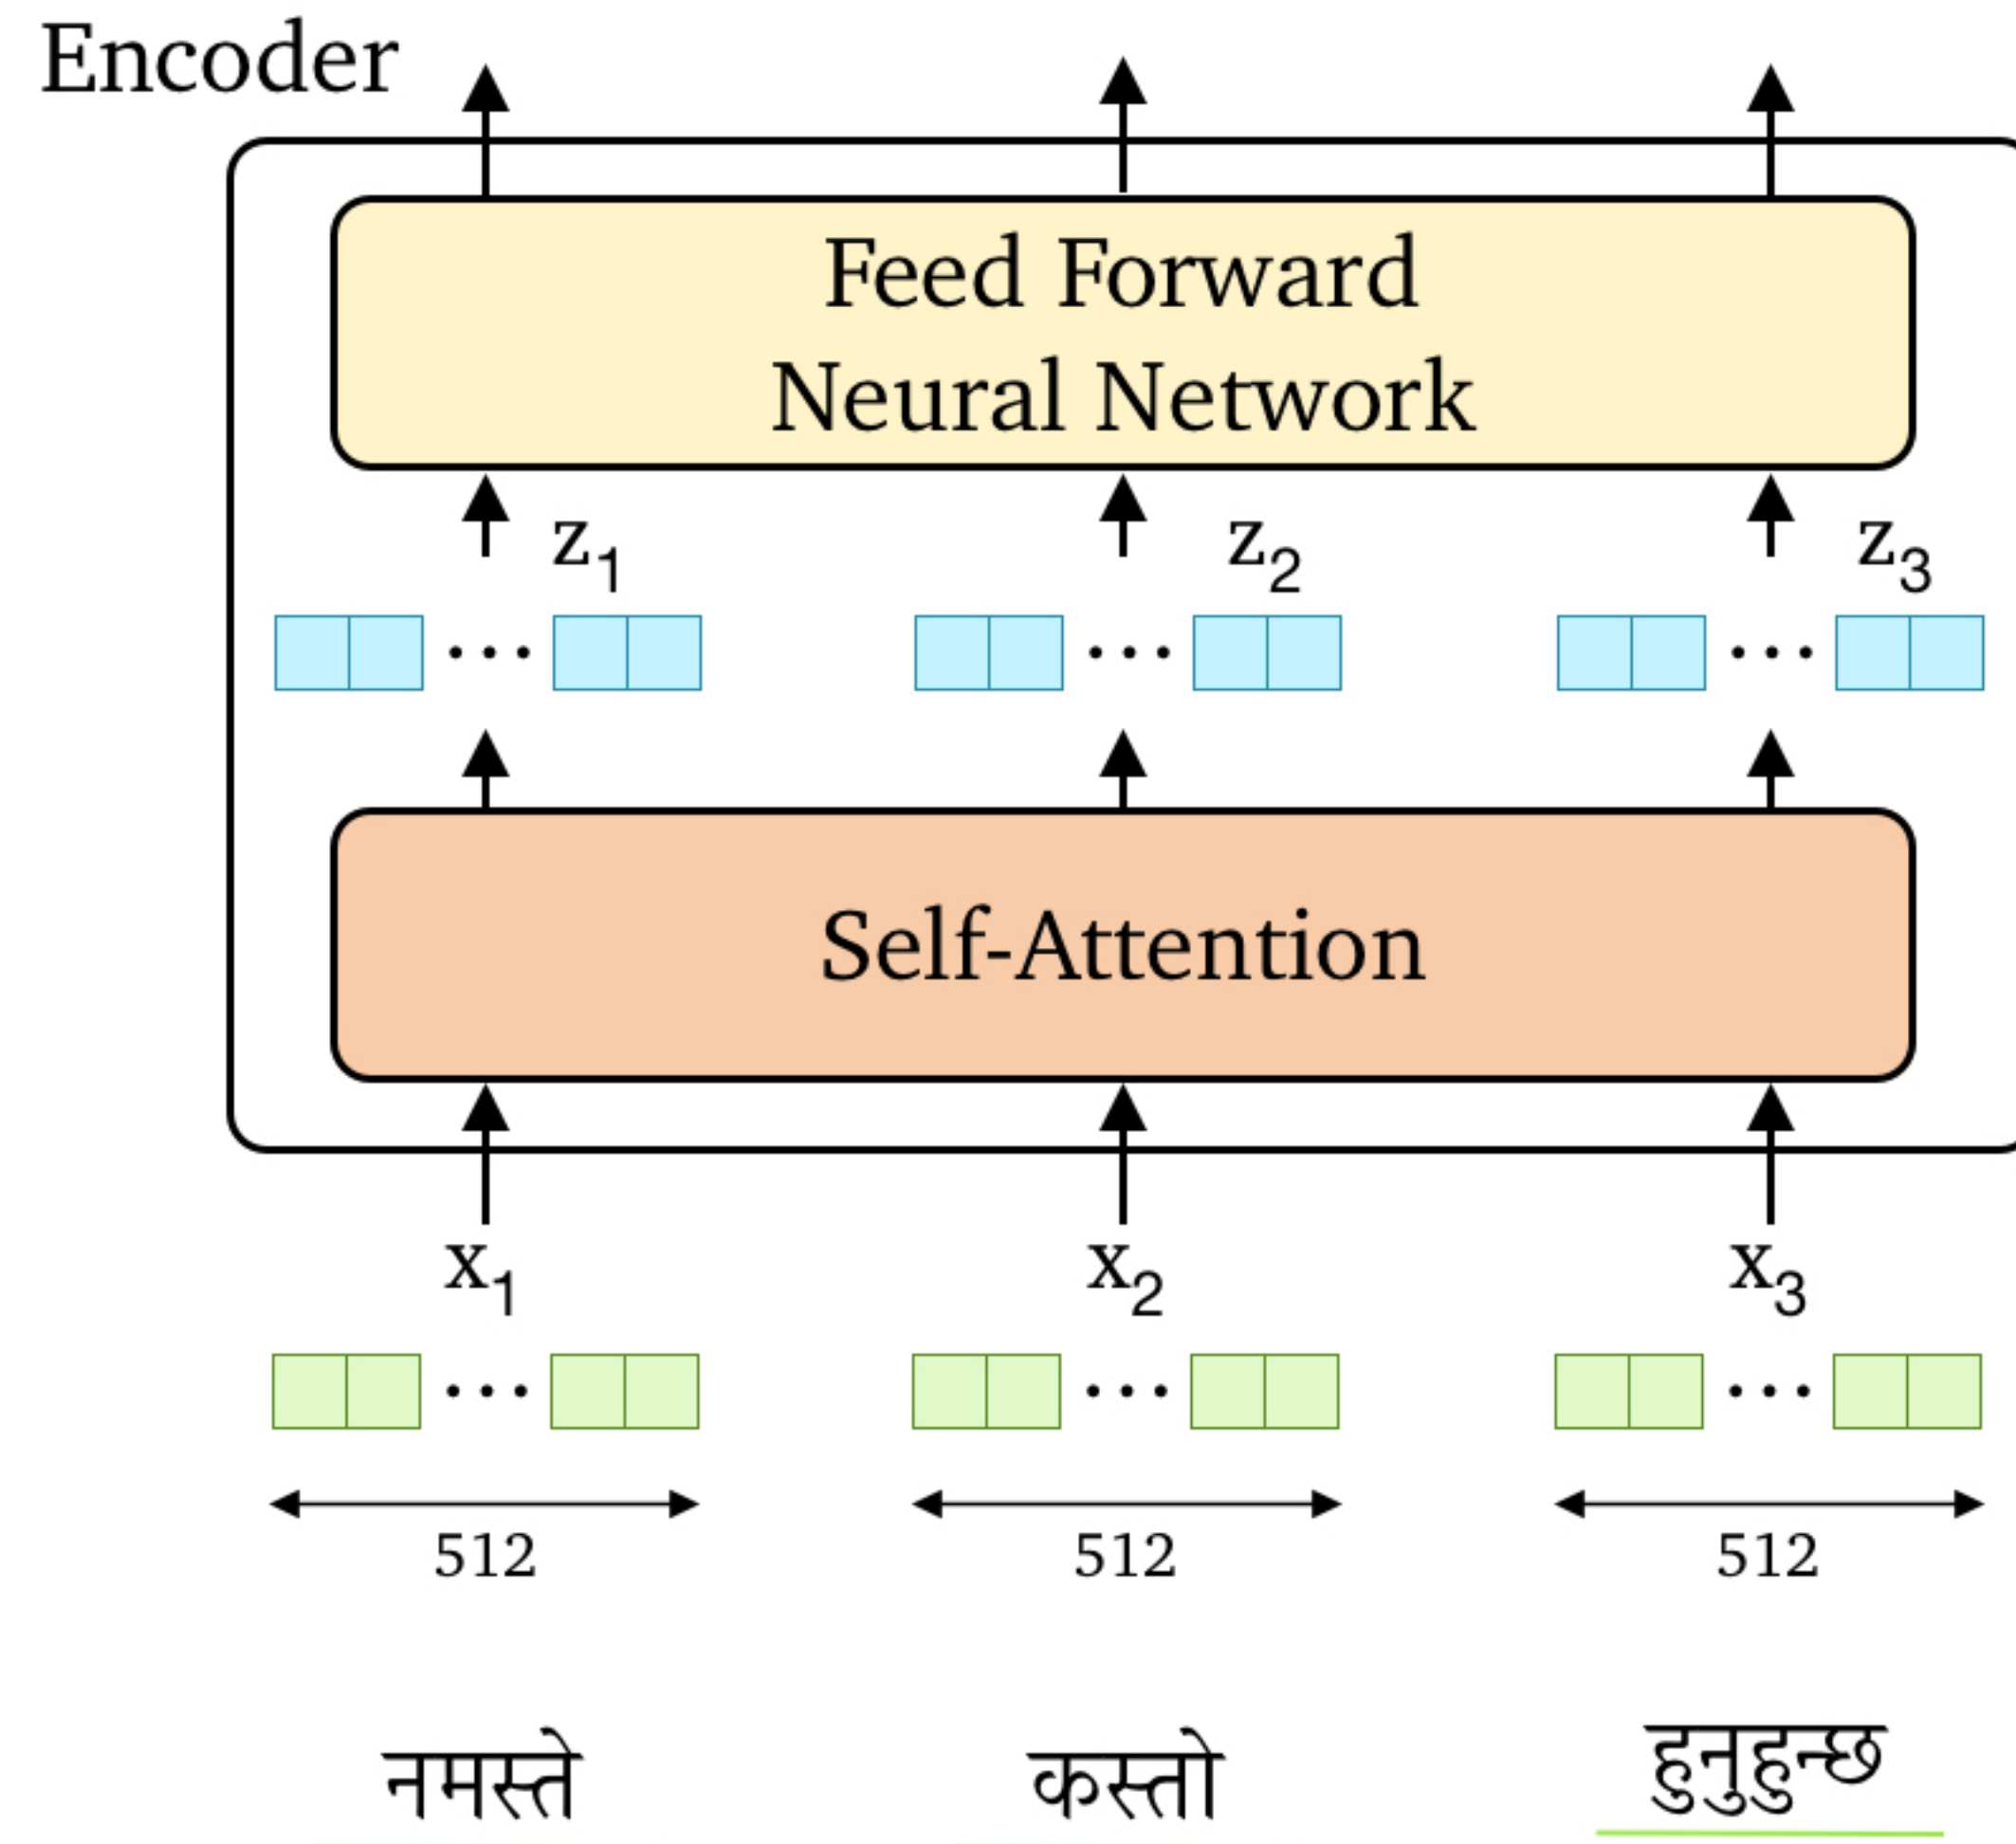 Encoder
Feed Forward
Neural Network
z1 z2 z3
Self-Attention
x1 x2 x3
512 512 512
नमस्ते कस्तो हुनुहुन्छ